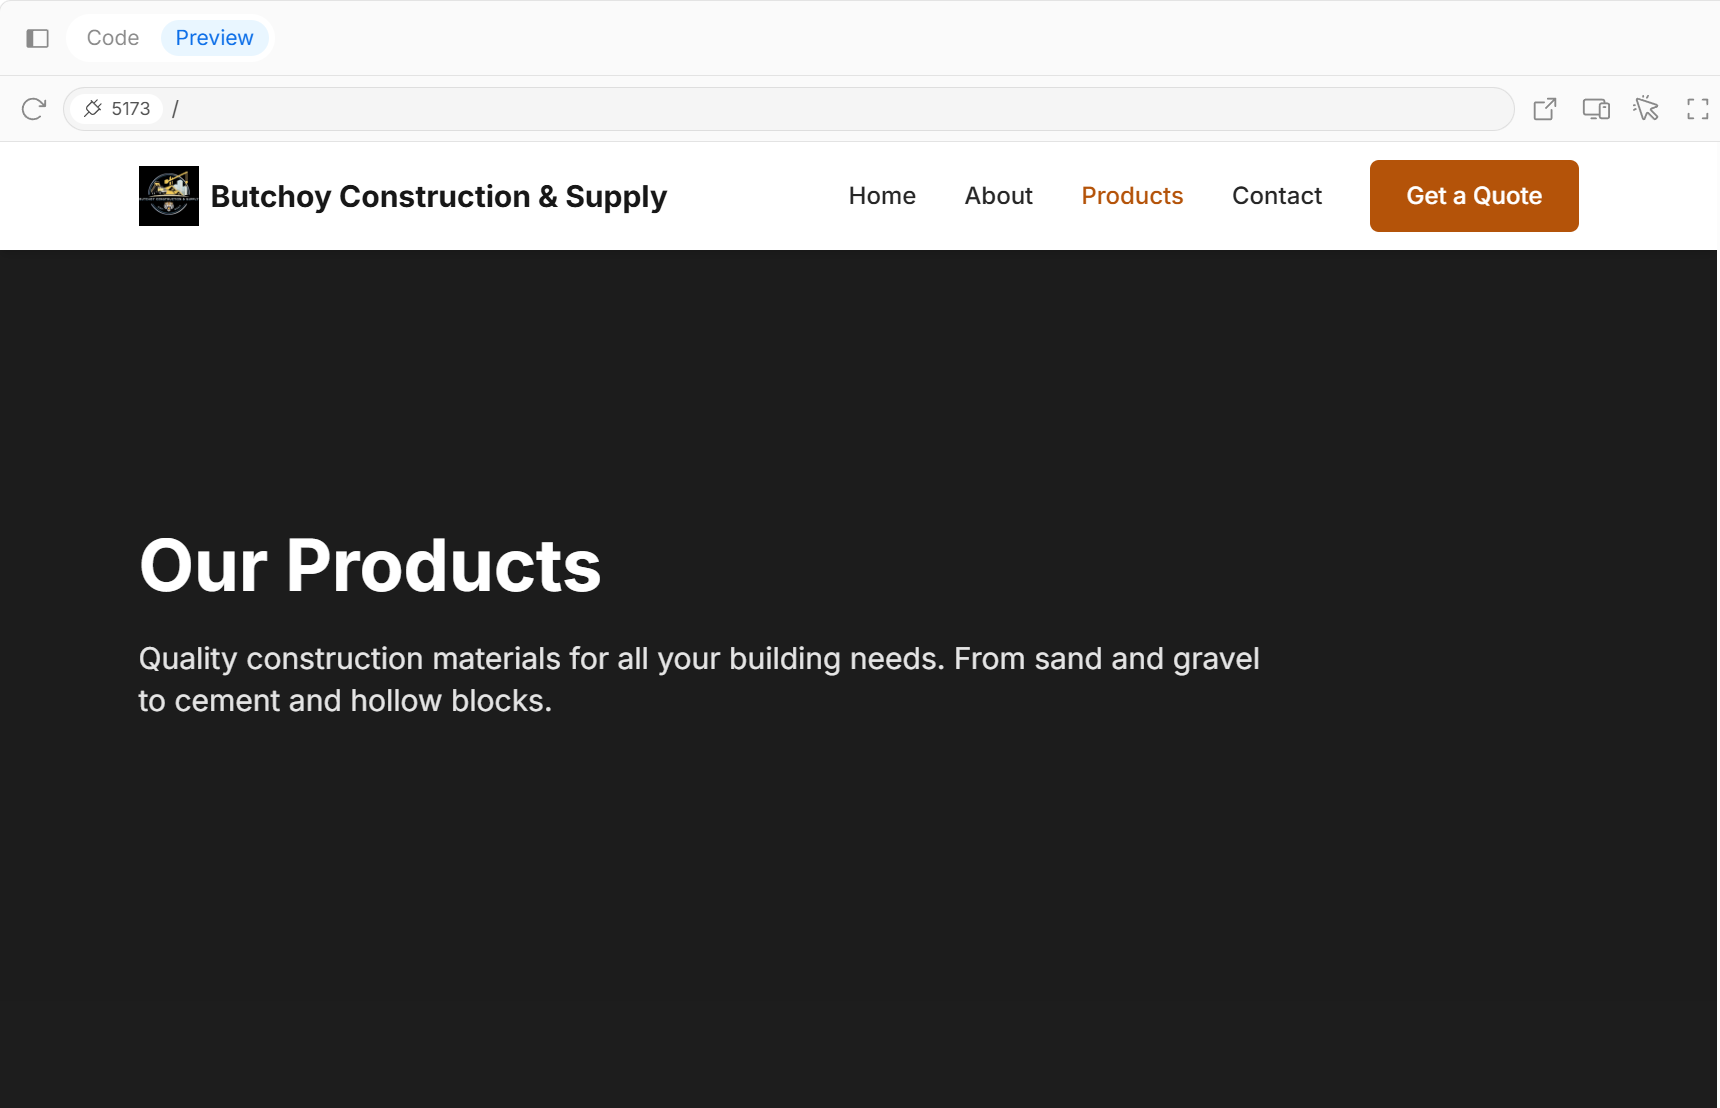 Code
Preview
5173 /
Butchoy Construction & Supply
Home
About
Products
Contact
Get a Quote
Our Products
Quality construction materials for all your building needs. From sand and gravel
to cement and hollow blocks.